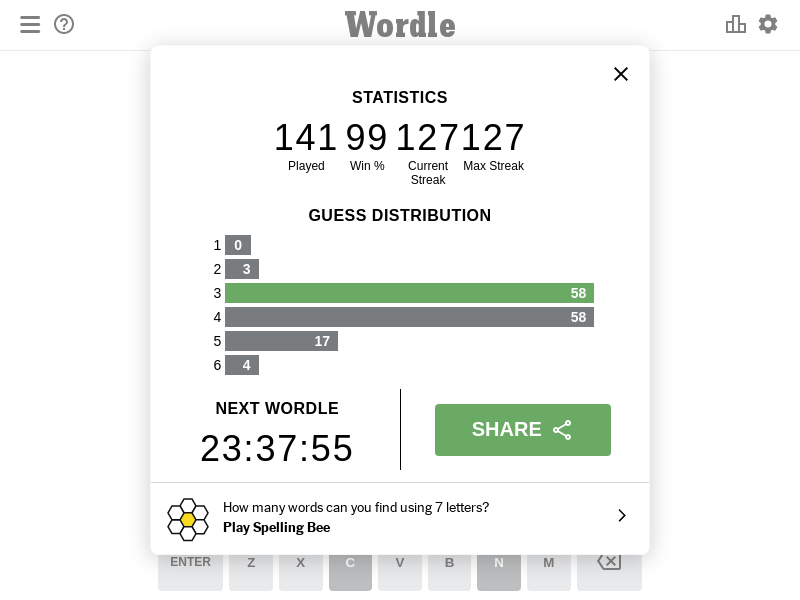 Wordle
STATISTICS
141 99 127 127
Played Win % Current Streak Max Streak
GUESS DISTRIBUTION
1 0
2 3
3 58
4 58
5 17
6 4
NEXT WORDLE
23:37:55
SHARE
How many words can you find using 7 letters?
Play Spelling Bee
ENTER Z X C V B N M